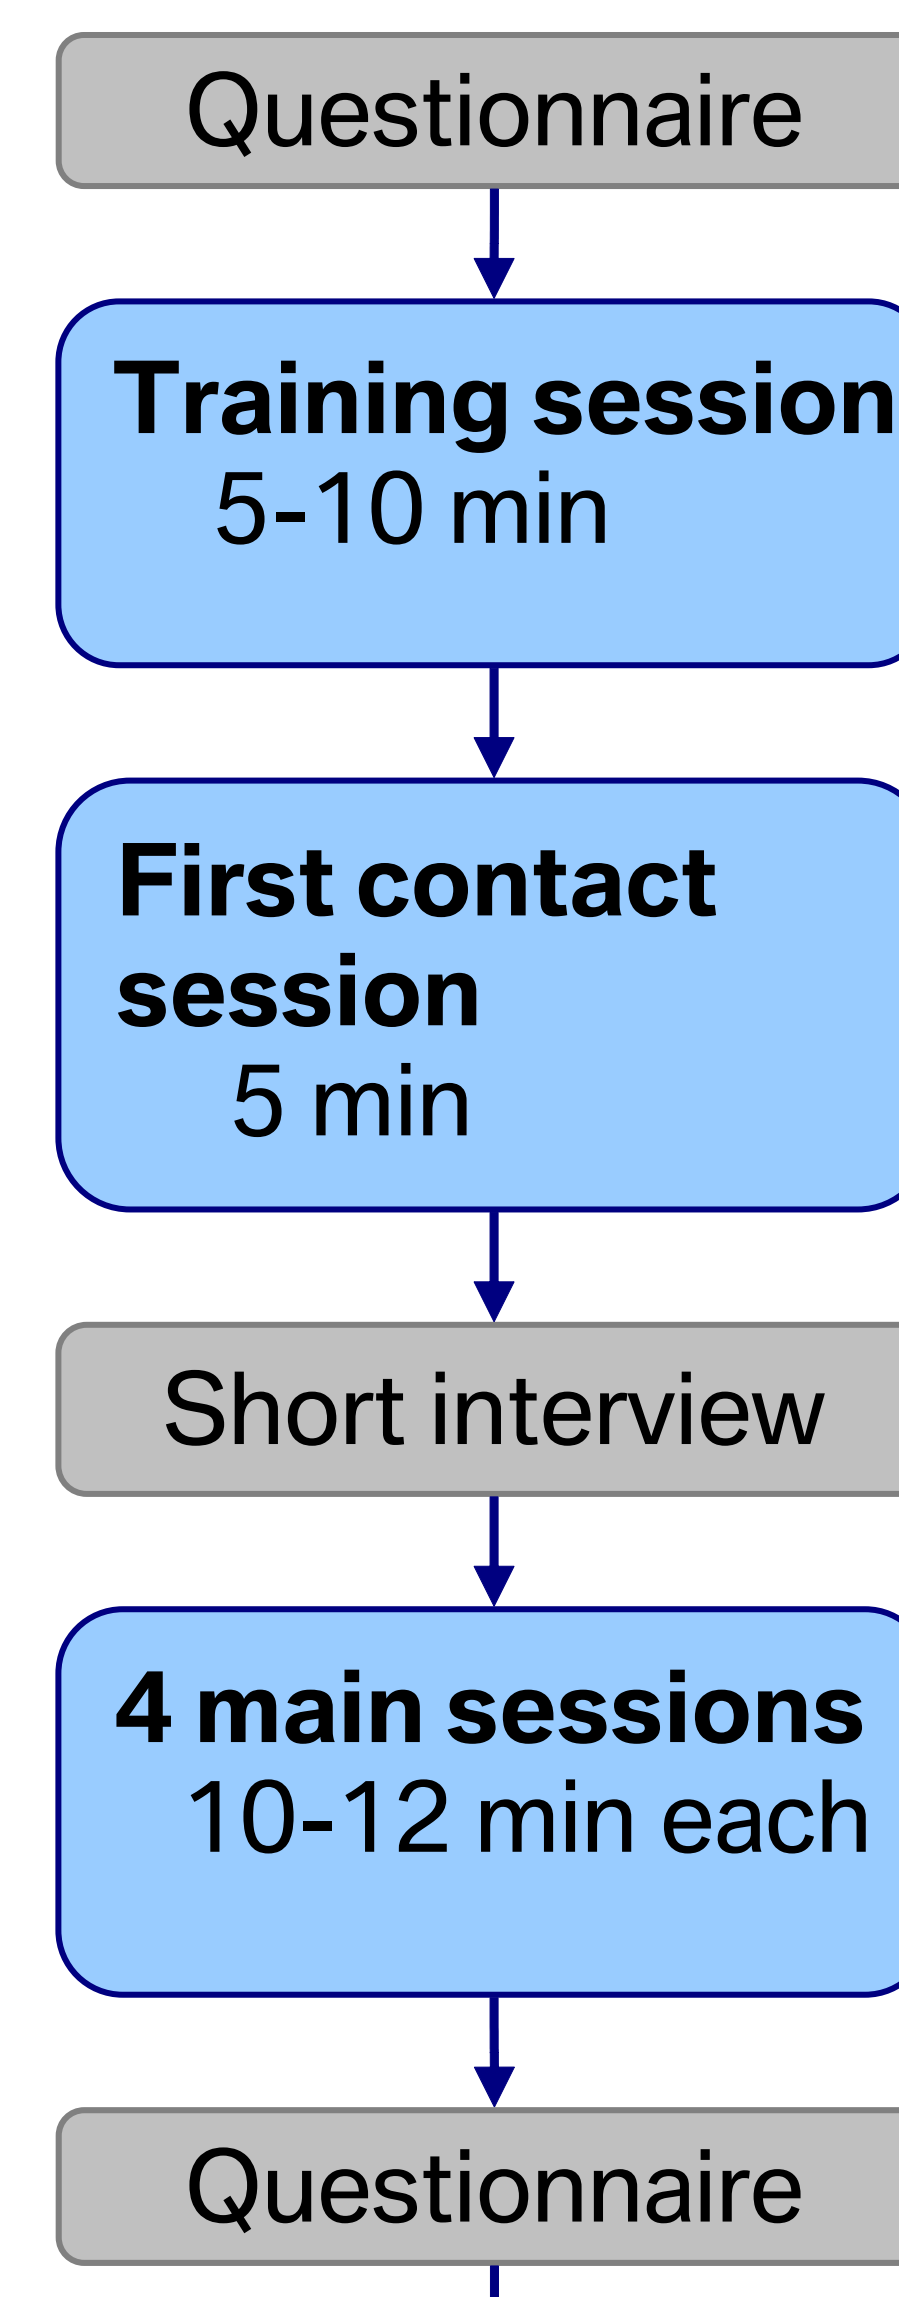 Questionnaire
Training session
5-10 min
First contact
session
5 min
Short interview
4 main sessions
10-12 min each
Questionnaire